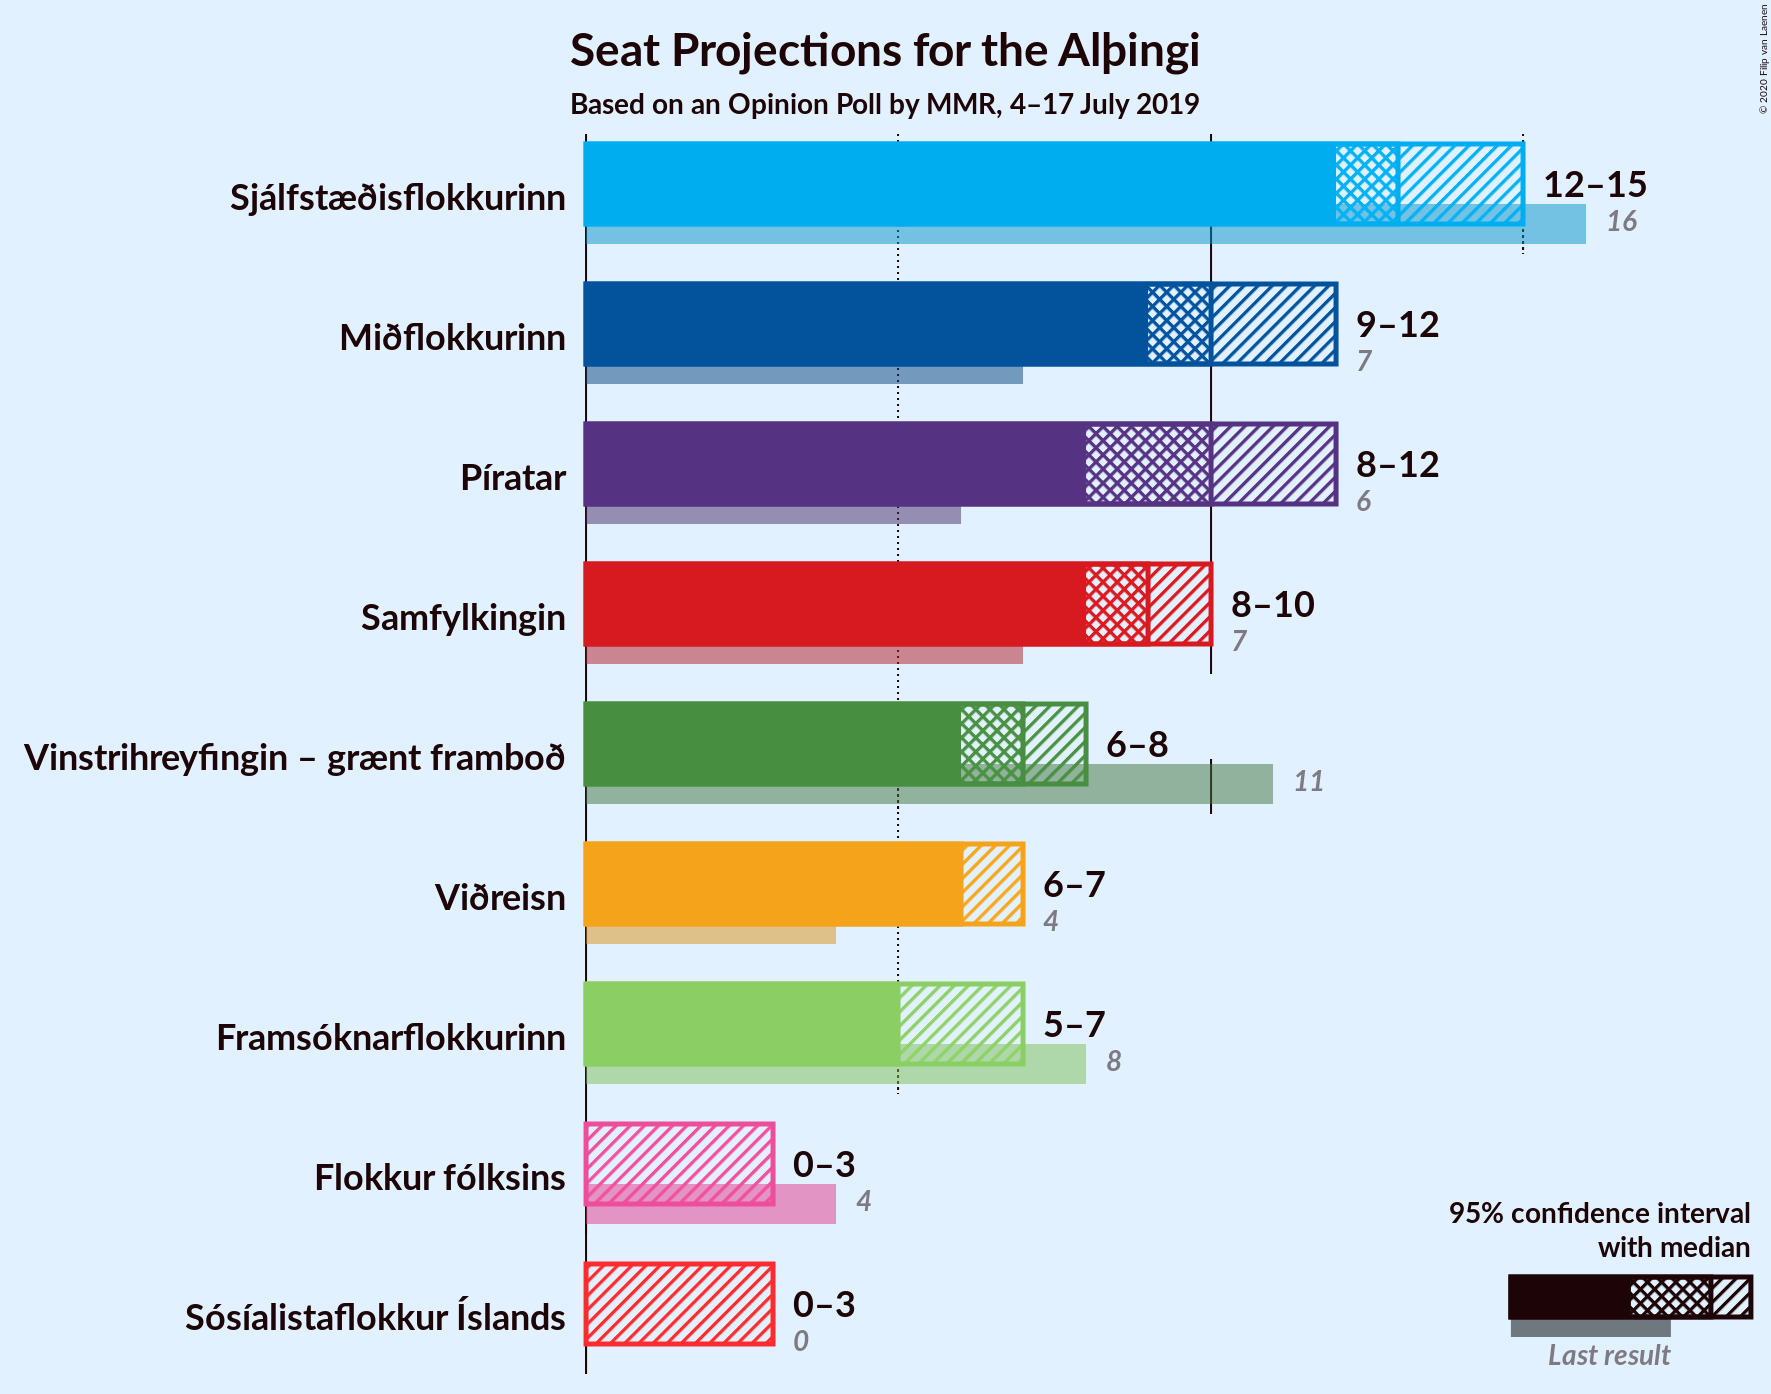 Seat Projections for the Alþingi
Based on an Opinion Poll by MMR, 4–17 July 2019
© 2020 Filip van Laenen
Sjálfstæðisflokkurinn
12–15
16
Miðflokkurinn
9–12
7
Píratar
8–12
6
Samfylkingin
8–10
7
Vinstrihreyfingin – grænt framboð
6–8
11
Viðreisn
6–7
4
Framsóknarflokkurinn
5–7
8
Flokkur fólksins
0–3
4
Sósíalistaflokkur Íslands
0–3
0
95% confidence interval
with median
Last result